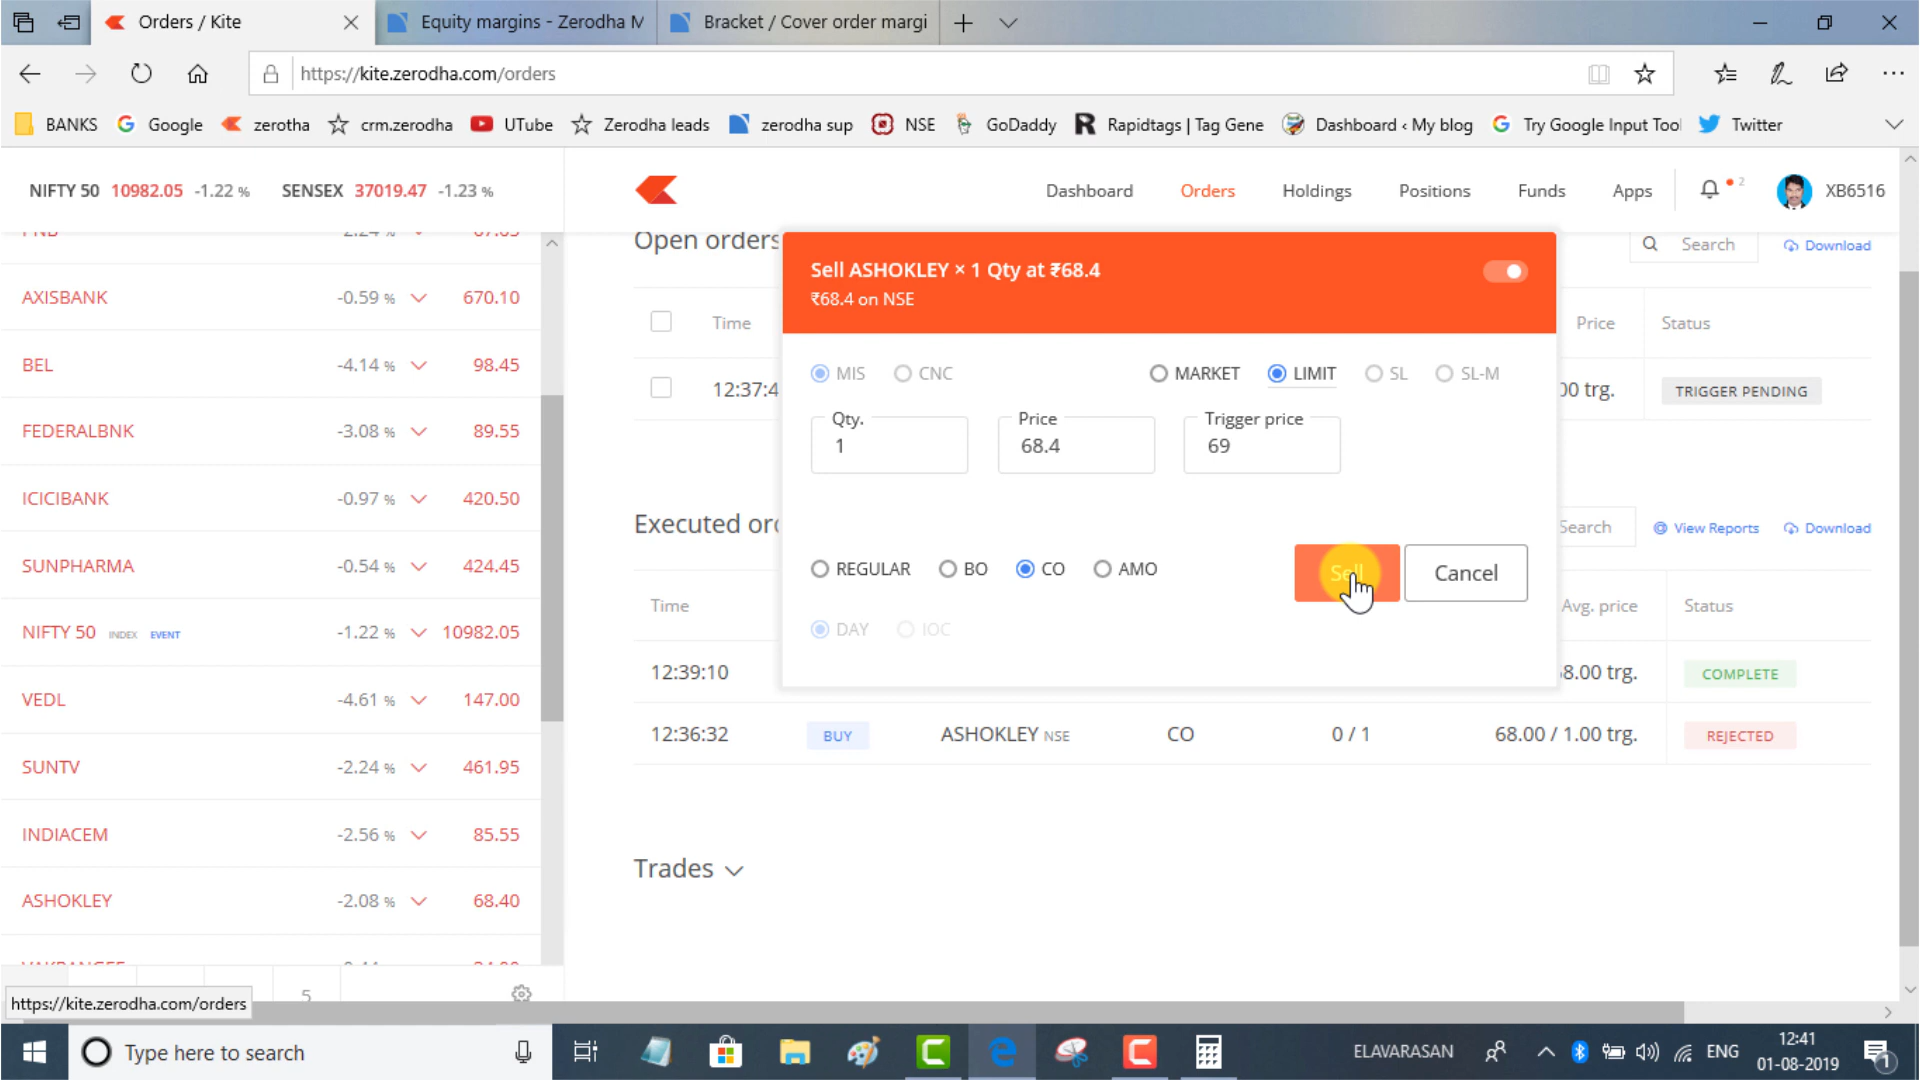 Orders / Kite
Equity margins - Zerodha M
Bracket / Cover order margi
https://kite.zerodha.com/orders
BANKS
Google
zerotha
crm.zerodha
UTube
Zerodha leads
zerodha sup
NSE
GoDaddy
Rapidtags | Tag Gene
Dashboard ‹ My blog
Try Google Input Tool
Twitter
NIFTY 50 10982.05 -1.22 %
SENSEX 37019.47 -1.23 %
Dashboard
Orders
Holdings
Positions
Funds
Apps
2
XB6516
AXISBANK -0.59 % 670.10
BEL -4.14 % 98.45
FEDERALBNK -3.08 % 89.55
ICICIBANK -0.97 % 420.50
SUNPHARMA -0.54 % 424.45
NIFTY 50 INDEX EVENT -1.22 % 10982.05
VEDL -4.61 % 147.00
SUNTV -2.24 % 461.95
INDIACEM -2.56 % 85.55
ASHOKLEY -2.08 % 68.40
5
https://kite.zerodha.com/orders
Open orders
Search
Download
Time
Price
Status
12:37:4
00 trg.
TRIGGER PENDING
Sell ASHOKLEY × 1 Qty at ₹68.4
₹68.4 on NSE
MIS
CNC
MARKET
LIMIT
SL
SL-M
Qty.
1
Price
68.4
Trigger price
69
REGULAR
BO
CO
AMO
Sell
Cancel
DAY
IOC
Executed or
Search
View Reports
Download
Time
Avg. price
Status
12:39:10
8.00 trg.
COMPLETE
12:36:32 BUY ASHOKLEY NSE CO 0 / 1 68.00 / 1.00 trg. REJECTED
Trades
Type here to search
ELAVARASAN
ENG
12:41
01-08-2019
1